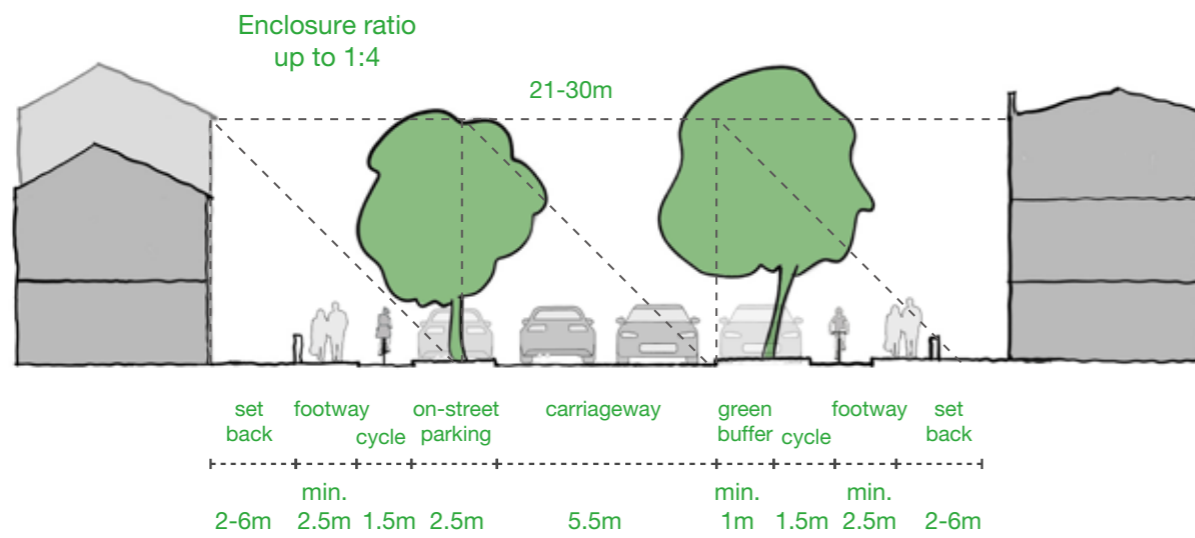 Enclosure ratio
up to 1:4
21-30m
set
back
footway
cycle
on-street
parking
carriageway
green
buffer
cycle
footway
set
back
2-6m
min.
2.5m
1.5m
2.5m
5.5m
min.
1m
1.5m
min.
2.5m
2-6m